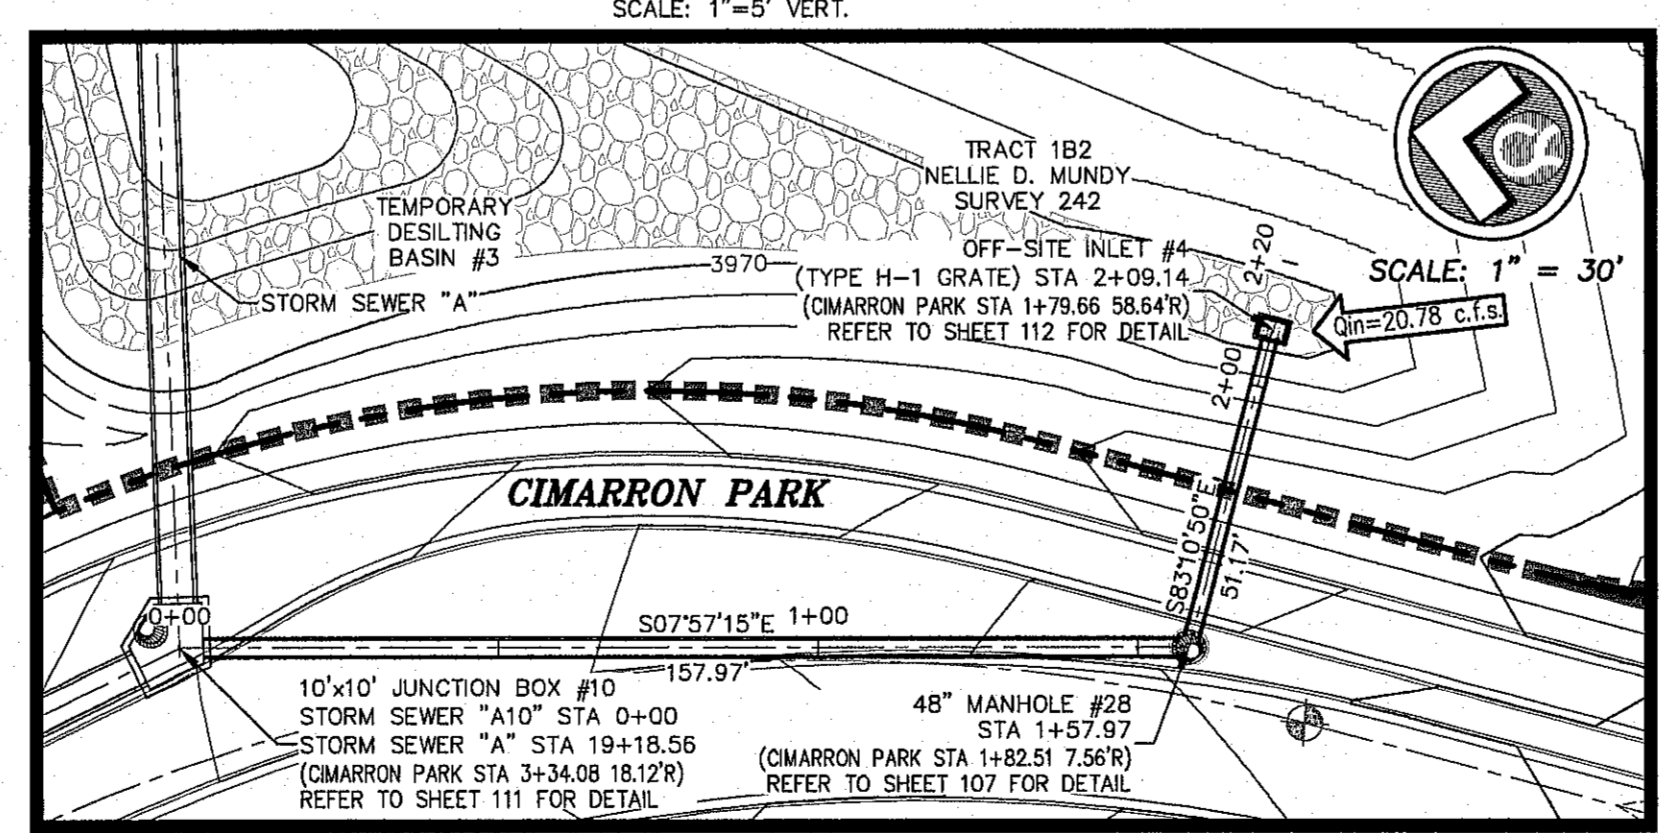 SCALE: 1"=5' VERT.
TRACT 1B2
NELLIE D. MUNDY
SURVEY 242
TEMPORARY
DESILTING
BASIN #3
STORM SEWER "A"
3970
OFF-SITE INLET #4
(TYPE H-1 GRATE) STA 2+09.14
(CIMARRON PARK STA 1+79.66 58.64'R)
REFER TO SHEET 112 FOR DETAIL
2+20
SCALE: 1" = 30'
Qin=20.78 c.f.s.
2+00
CIMARRON PARK
S83°10'50"E
51.17'
0+00
S07°57'15"E
1+00
157.97'
10'x10' JUNCTION BOX #10
STORM SEWER "A10" STA 0+00
STORM SEWER "A" STA 19+18.56
(CIMARRON PARK STA 3+34.08 18.12'R)
REFER TO SHEET 111 FOR DETAIL
48" MANHOLE #28
STA 1+57.97
(CIMARRON PARK STA 1+82.51 7.56'R)
REFER TO SHEET 107 FOR DETAIL